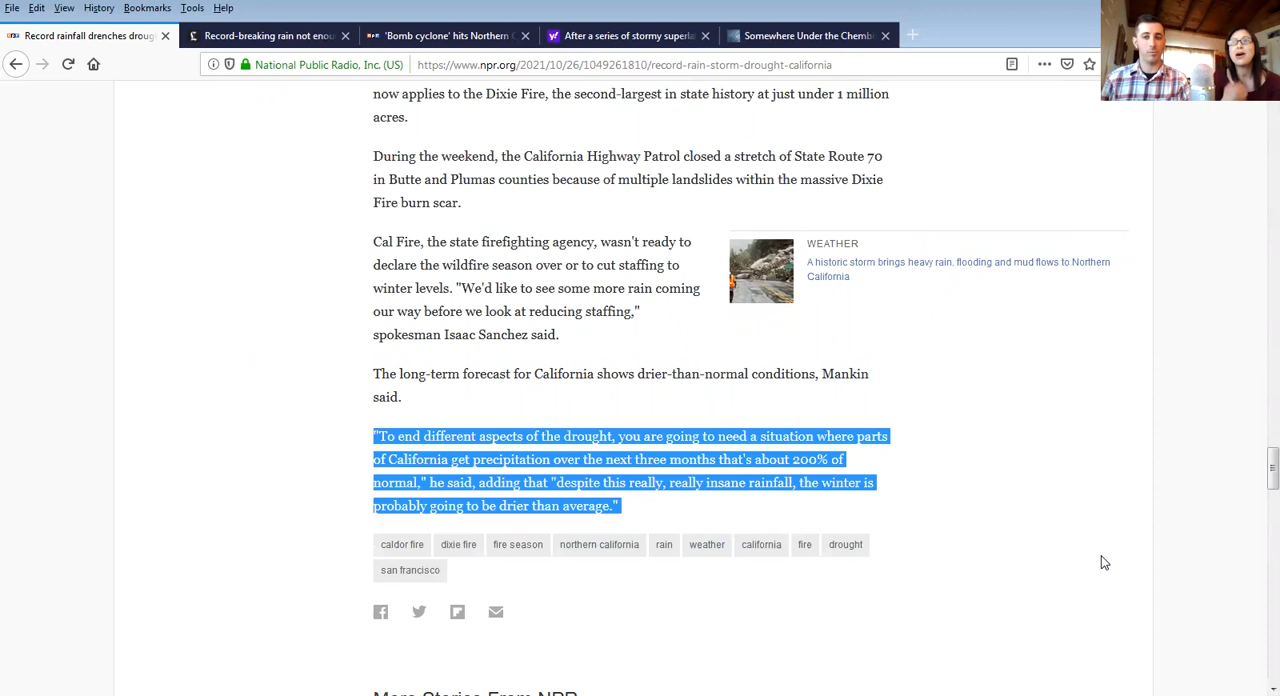 File Edit View History Bookmarks Tools Help
Record rainfall drenches droug
Record-breaking rain not enou
'Bomb cyclone' hits Northern C
After a series of stormy superla
Somewhere Under the Chemb
National Public Radio, Inc. (US)
https://www.npr.org/2021/10/26/1049261810/record-rain-storm-drought-california
now applies to the Dixie Fire, the second-largest in state history at just under 1 million
acres.
During the weekend, the California Highway Patrol closed a stretch of State Route 70
in Butte and Plumas counties because of multiple landslides within the massive Dixie
Fire burn scar.
Cal Fire, the state firefighting agency, wasn't ready to
declare the wildfire season over or to cut staffing to
winter levels. "We'd like to see some more rain coming
our way before we look at reducing staffing,"
spokesman Isaac Sanchez said.
WEATHER
A historic storm brings heavy rain, flooding and mud flows to Northern
California
The long-term forecast for California shows drier-than-normal conditions, Mankin
said.
"To end different aspects of the drought, you are going to need a situation where parts
of California get precipitation over the next three months that's about 200% of
normal," he said, adding that "despite this really, really insane rainfall, the winter is
probably going to be drier than average."
caldor fire dixie fire fire season northern california rain weather california fire drought
san francisco
More Stories From NPR